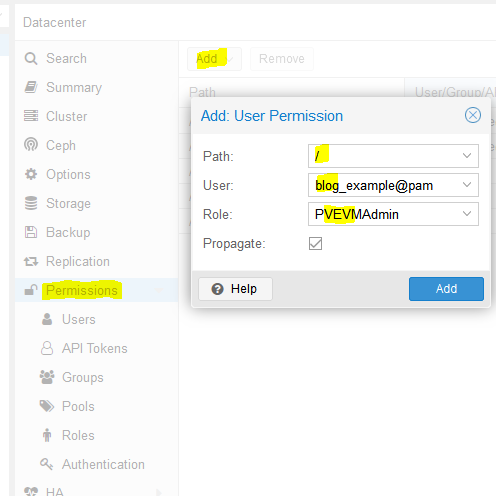 Datacenter
Search
Summary
Cluster
Ceph
Options
Storage
Backup
Replication
Permissions
Users
API Tokens
Groups
Pools
Roles
Authentication
HA
Add
Remove
Path
User/Group/A
Add: User Permission
Path:
/
User:
blog_example@pam
Role:
PVEVMAdmin
Propagate:
Help
Add